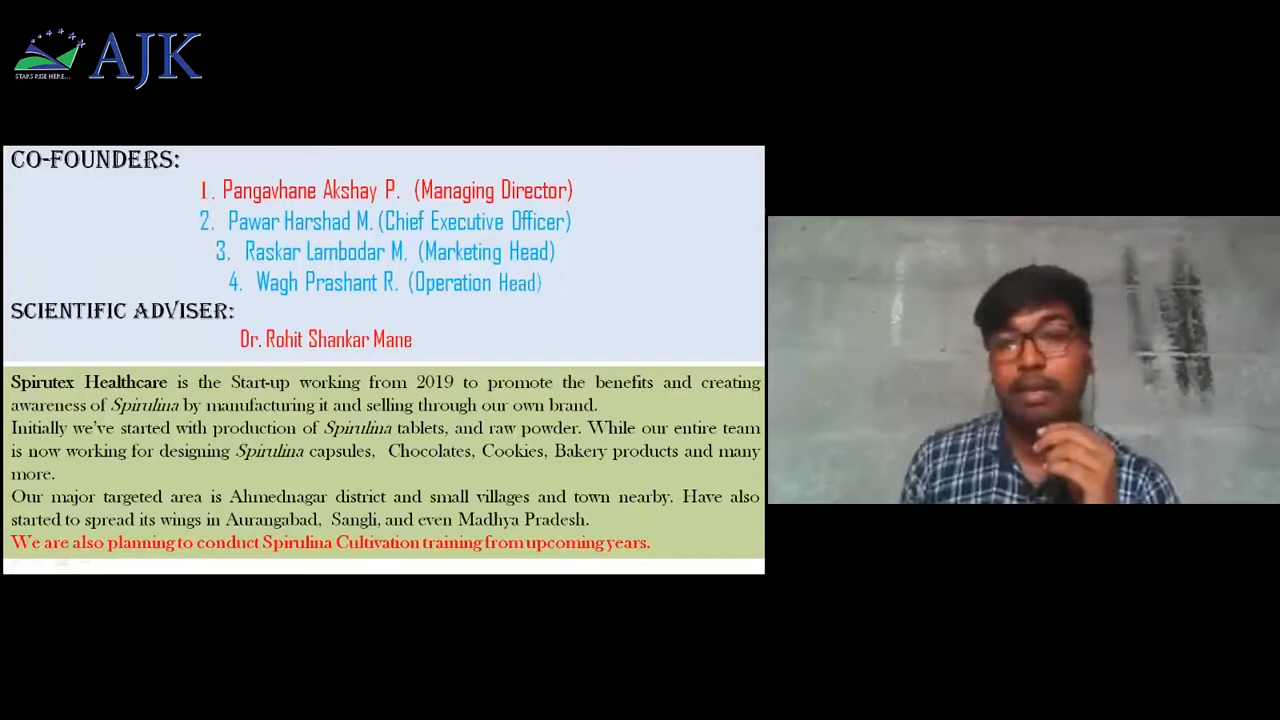 AJK
STARS RISE HERE...
CO-FOUNDERS:
1. Pangavhane Akshay P. (Managing Director)
2. Pawar Harshad M. (Chief Executive Officer)
3. Raskar Lambodar M. (Marketing Head)
4. Wagh Prashant R. (Operation Head)
SCIENTIFIC ADVISER:
Dr. Rohit Shankar Mane
Spirutex Healthcare is the Start-up working from 2019 to promote the benefits and creating
awareness of Spirulina by manufacturing it and selling through our own brand.
Initially we've started with production of Spirulina tablets, and raw powder. While our entire team
is now working for designing Spirulina capsules, Chocolates, Cookies, Bakery products and many
more.
Our major targeted area is Ahmednagar district and small villages and town nearby. Have also
started to spread its wings in Aurangabad, Sangli, and even Madhya Pradesh.
We are also planning to conduct Spirulina Cultivation training from upcoming years.